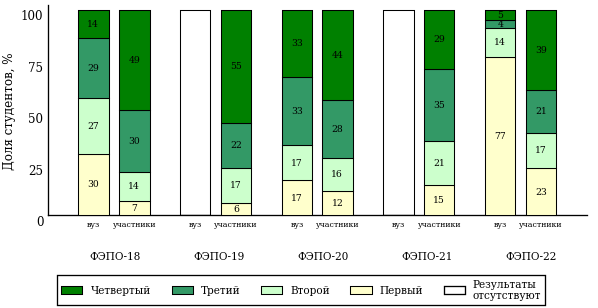 Доля студентов, %
100
75
50
25
0
14 29 27 30
49 30 14 7
55 22 17 6
33 33 17 17
44 28 16 12
29 35 21 15
5 4 14 77
39 21 17 23
вуз участники вуз участники вуз участники вуз участники вуз участники
ФЭПО-18 ФЭПО-19 ФЭПО-20 ФЭПО-21 ФЭПО-22
Четвертый Третий Второй Первый Результаты
отсутствуют